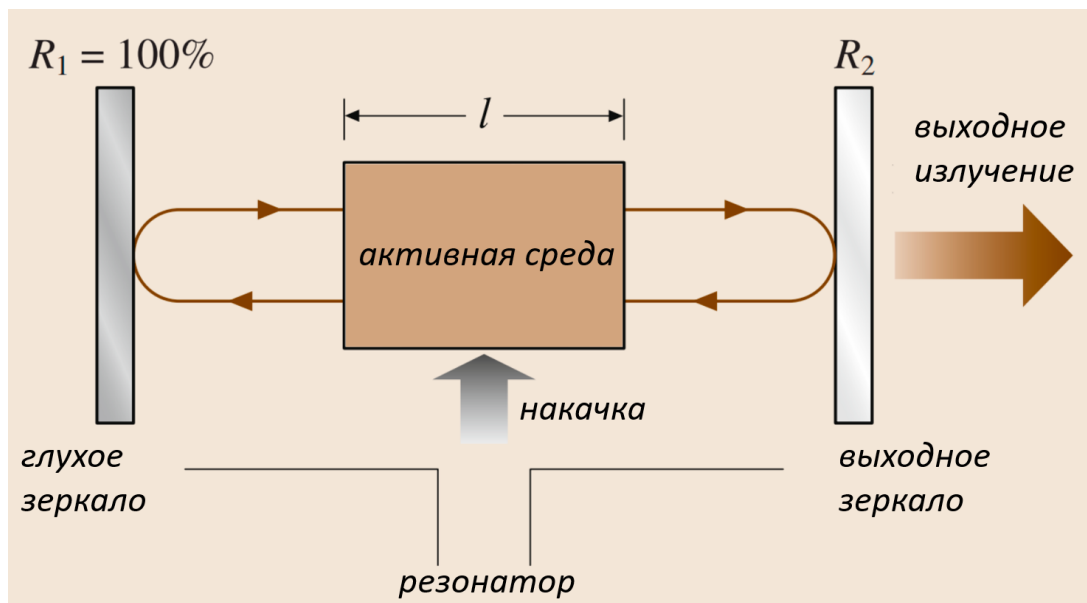 R₁ = 100%
R₂
l
выходное
излучение
активная среда
накачка
глухое
зеркало
выходное
зеркало
резонатор